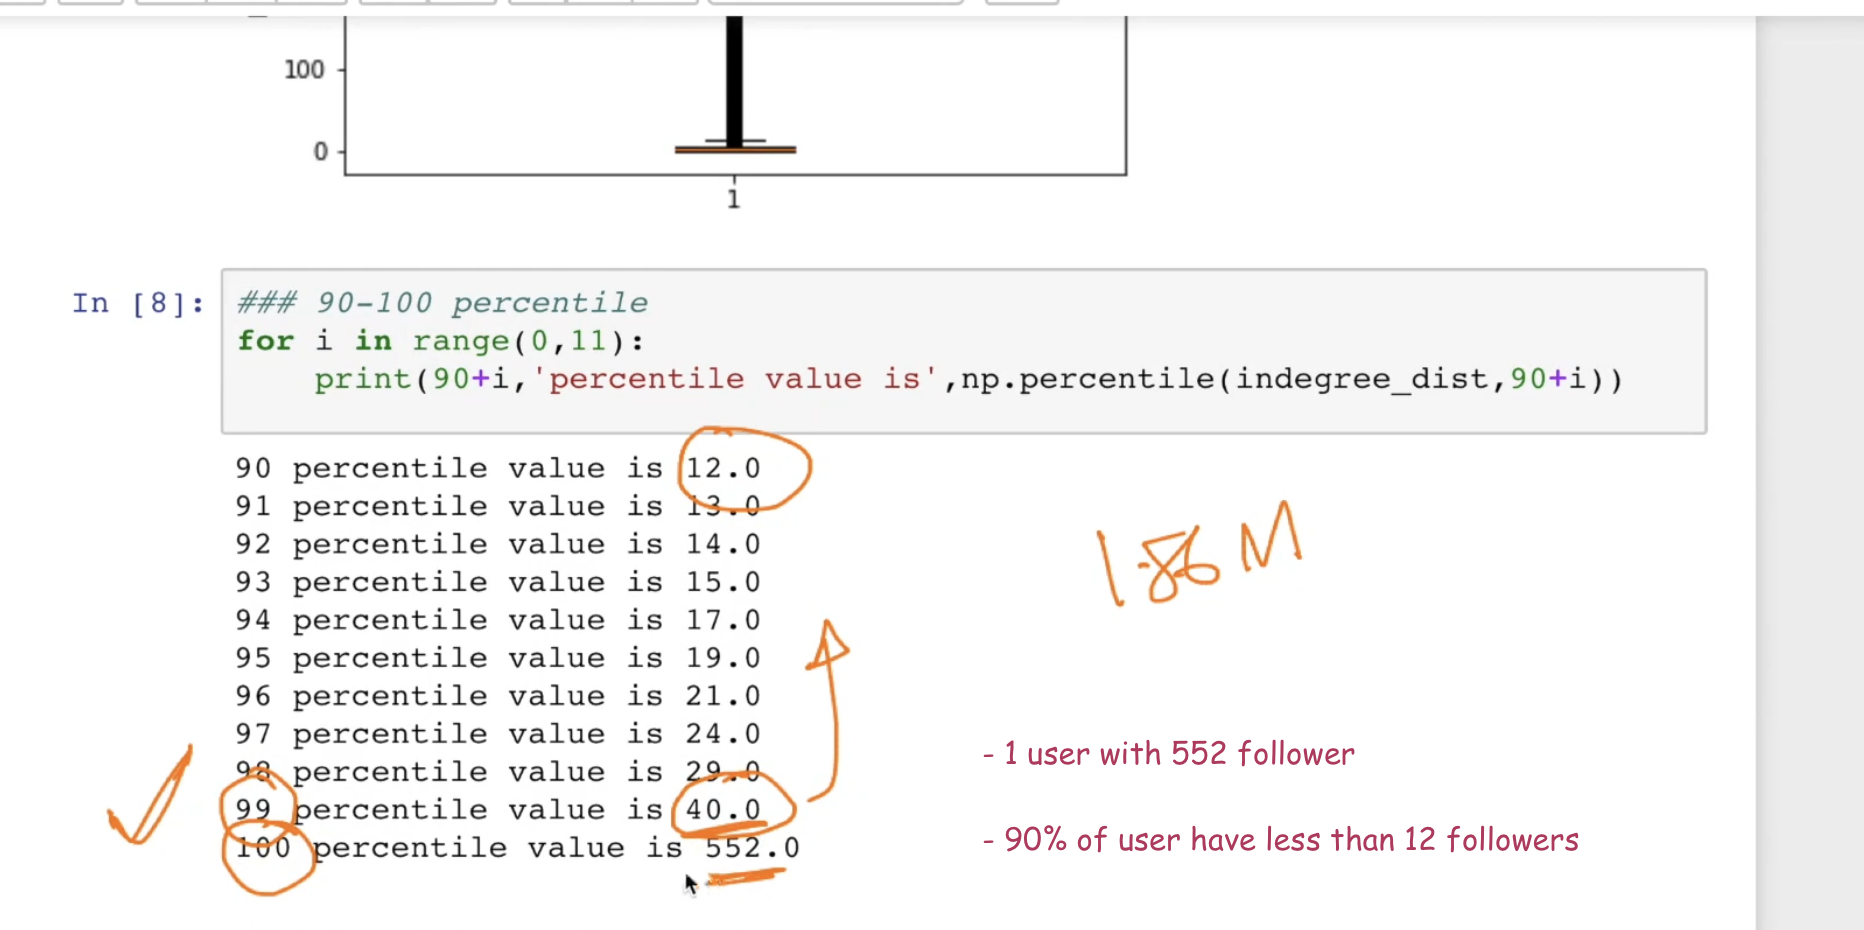 100
0
1
In [8]:
### 90-100 percentile
for i in range(0,11):
    print(90+i,'percentile value is',np.percentile(indegree_dist,90+i))
90 percentile value is 12.0
91 percentile value is 13.0
92 percentile value is 14.0
93 percentile value is 15.0
94 percentile value is 17.0
95 percentile value is 19.0
96 percentile value is 21.0
97 percentile value is 24.0
98 percentile value is 29.0
99 percentile value is 40.0
100 percentile value is 552.0
1.86 M
- 1 user with 552 follower
- 90% of user have less than 12 followers